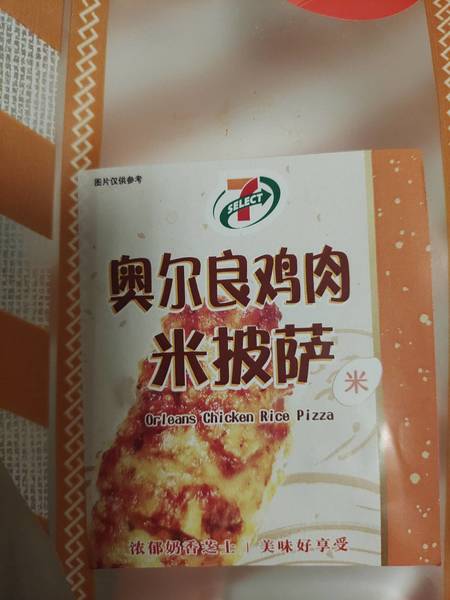 图片仅供参考
7
SELECT
奥尔良鸡肉
米披萨
米
Orleans Chicken Rice Pizza
浓郁奶香芝士 | 美味好享受